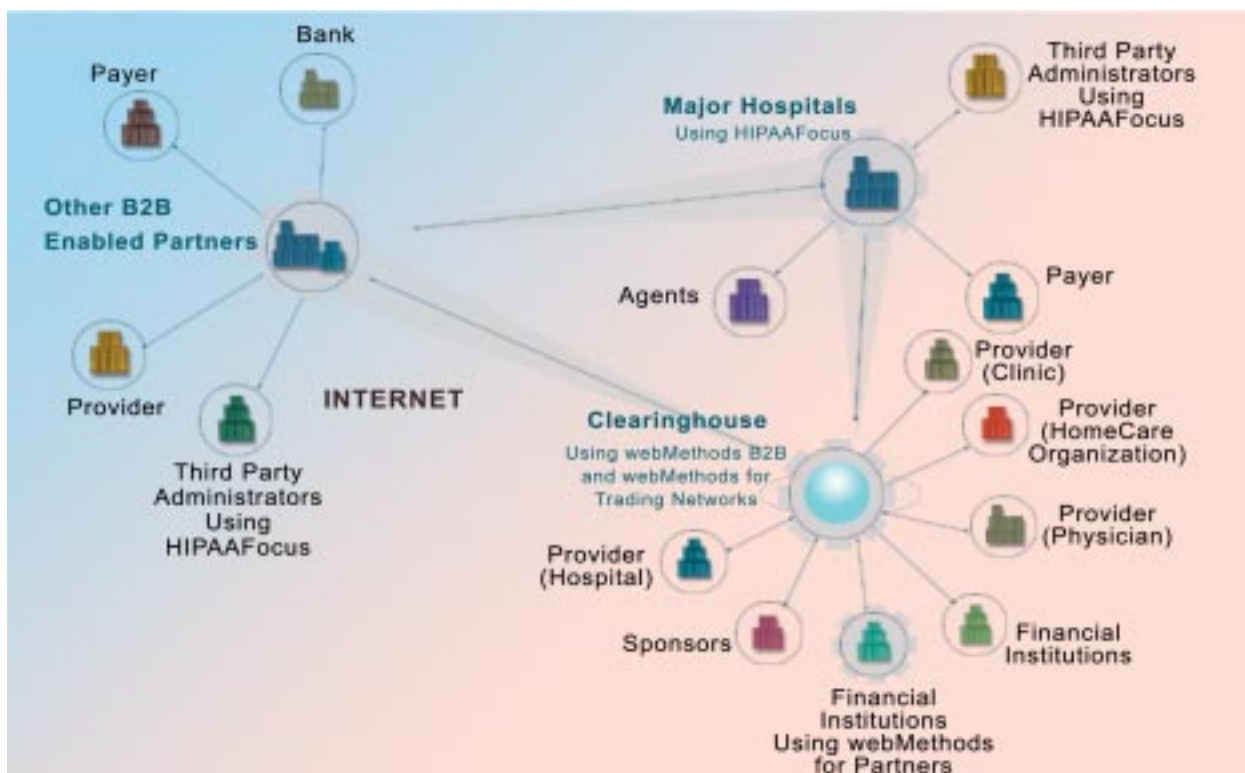 Bank
Payer
Other B2B
Enabled Partners
Provider
Third Party
Administrators
Using
HIPAAFocus
INTERNET
Major Hospitals
Using HIPAAFocus
Third Party
Administrators
Using
HIPAAFocus
Agents
Payer
Clearinghouse
Using webMethods B2B
and webMethods for
Trading Networks
Provider
(Clinic)
Provider
(HomeCare
Organization)
Provider
(Physician)
Provider
(Hospital)
Sponsors
Financial
Institutions
Using webMethods
for Partners
Financial
Institutions